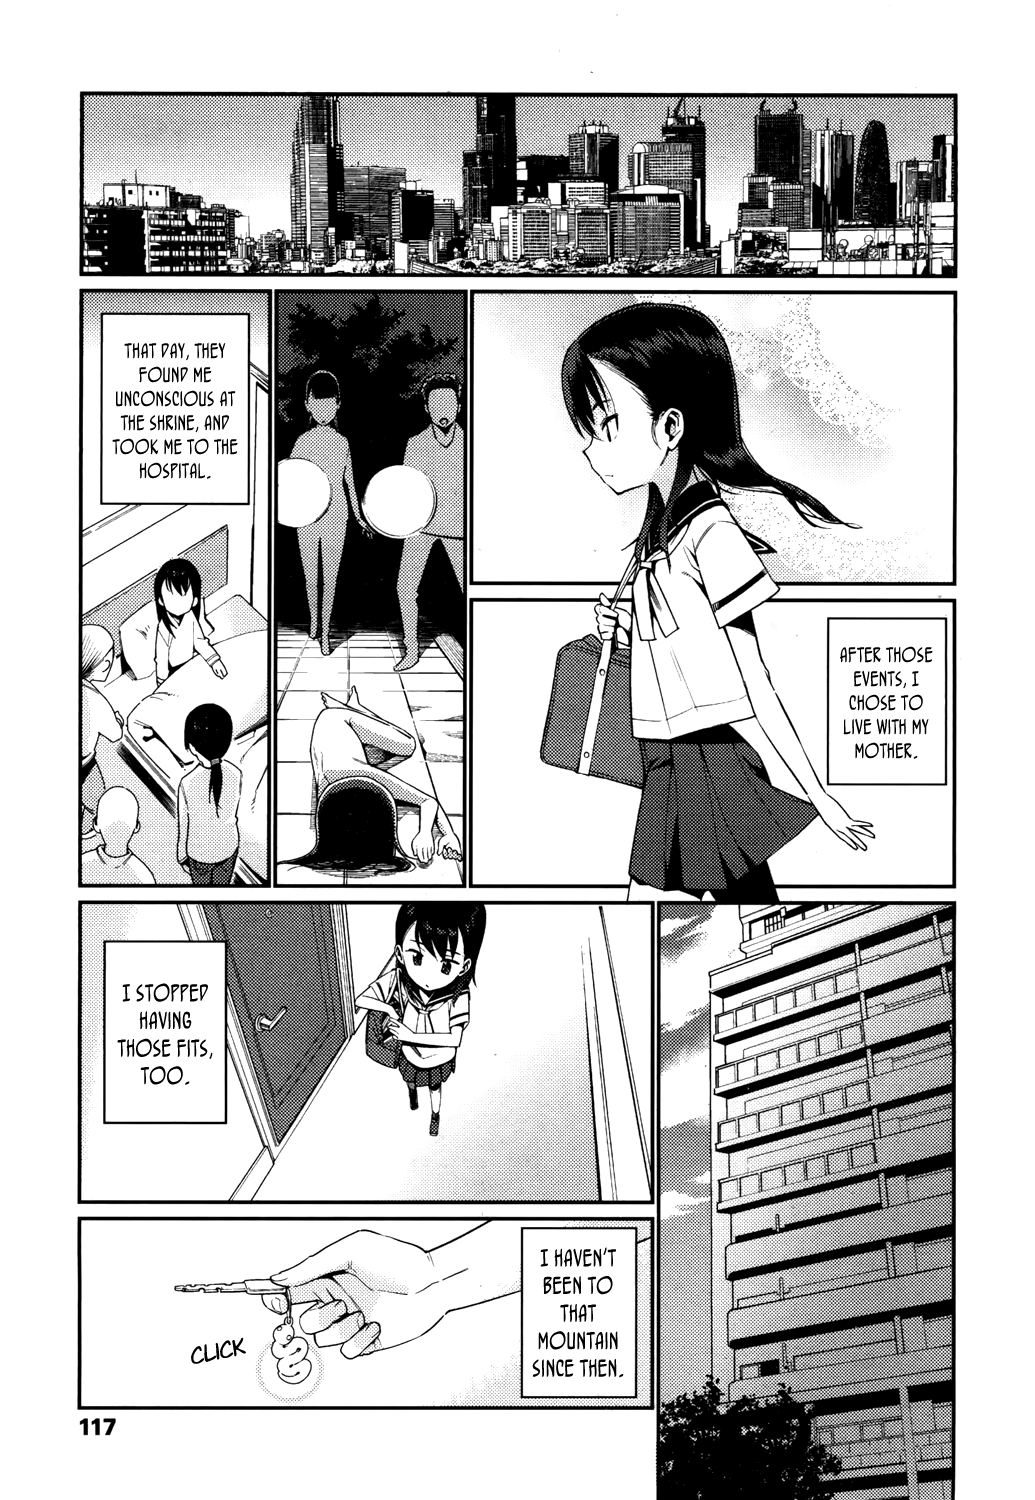 AFTER THOSE
EVENTS, I
CHOSE TO
LIVE WITH MY
MOTHER.
THAT DAY, THEY
FOUND ME
UNCONSCIOUS AT
THE SHRINE, AND
TOOK ME TO THE
HOSPITAL.
I STOPPED
HAVING
THOSE FITS,
TOO.
I HAVEN'T
BEEN TO
THAT
MOUNTAIN
SINCE THEN.
CLICK
117